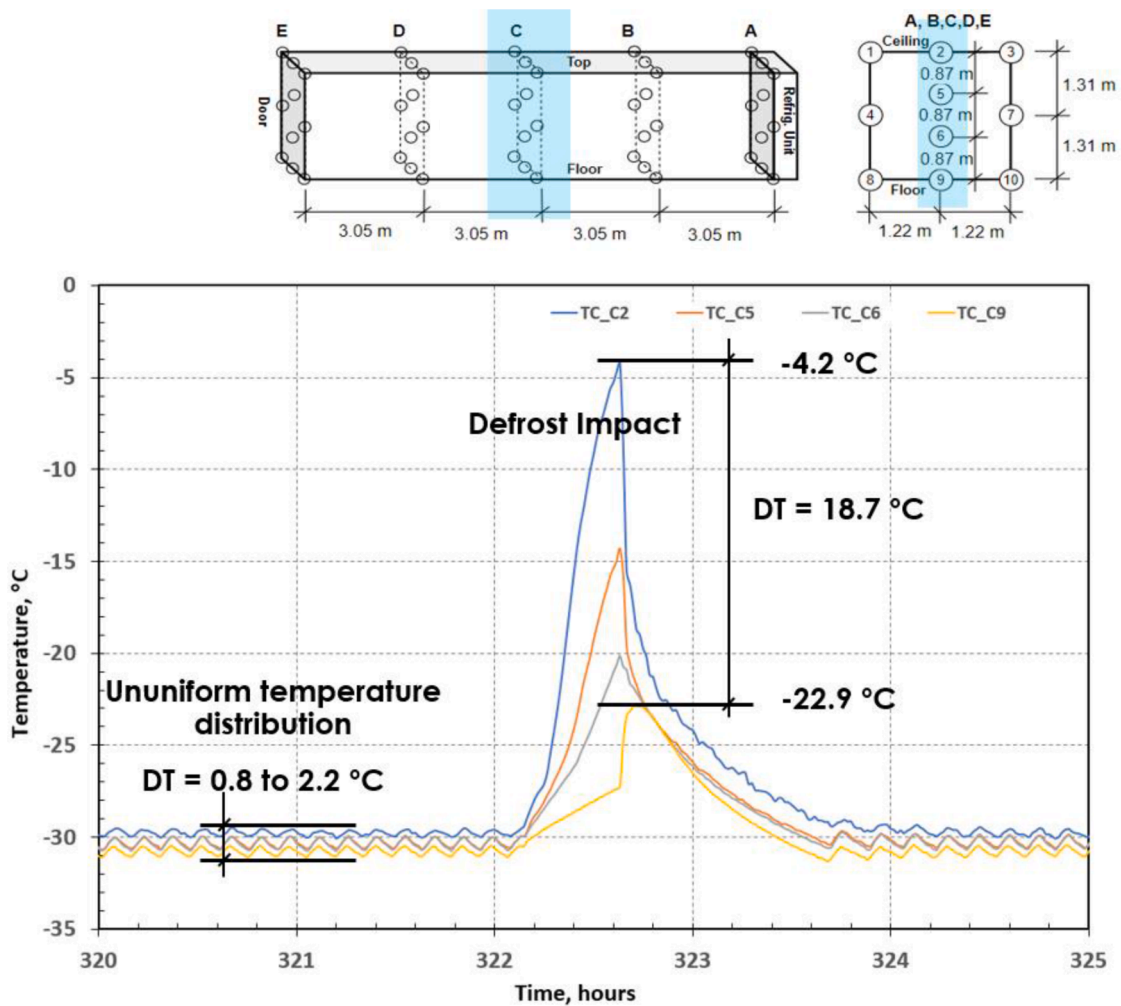 E D C B A
A, B,C,D,E
Ceiling
Top
Door
Refrig. Unit
Floor
1 2 3
0.87 m
5
1.31 m
4 0.87 m 7
6
0.87 m
1.31 m
8 9 10
Floor
3.05 m 3.05 m 3.05 m 3.05 m
1.22 m 1.22 m
TC_C2 TC_C5 TC_C6 TC_C9
-4.2 °C
Defrost Impact
DT = 18.7 °C
-22.9 °C
Ununiform temperature
distribution
DT = 0.8 to 2.2 °C
Temperature, °C
0
-5
-10
-15
-20
-25
-30
-35
320 321 322 323 324 325
Time, hours